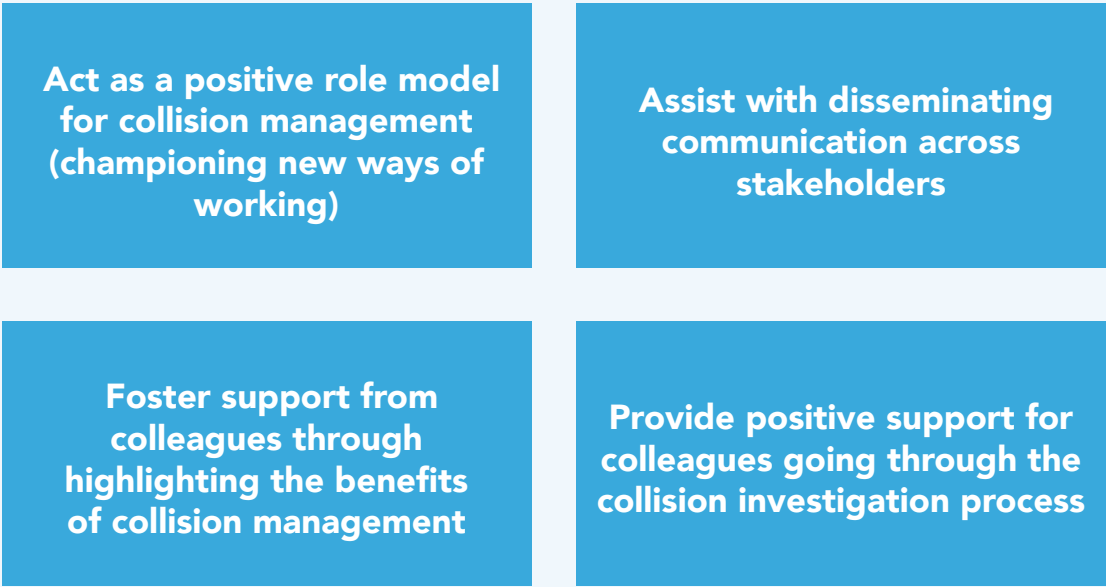 Act as a positive role model
for collision management
(championing new ways of
working)
Assist with disseminating
communication across
stakeholders
Foster support from
colleagues through
highlighting the benefits
of collision management
Provide positive support for
colleagues going through the
collision investigation process